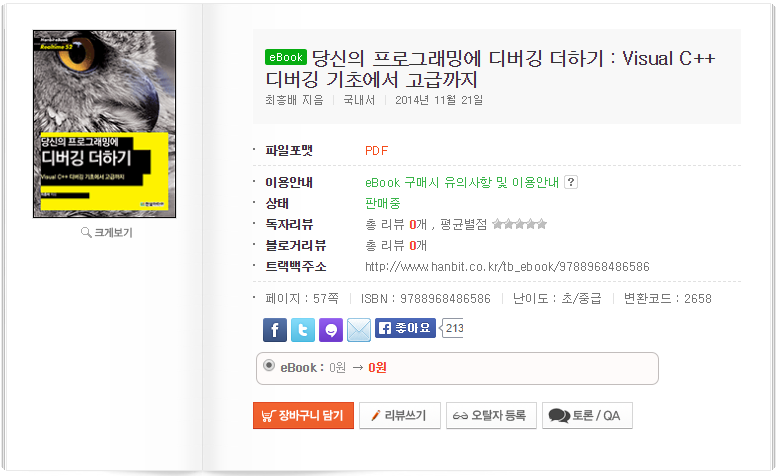 HanbiteBook
Realtime 52
당신의 프로그래밍에
디버깅 더하기
Visual C++ 디버깅 기초에서 고급까지
크게보기
eBook 당신의 프로그래밍에 디버깅 더하기 : Visual C++
디버깅 기초에서 고급까지
최흥배 지음 | 국내서 | 2014년 11월 21일
파일포맷 PDF
이용안내 eBook 구매시 유의사항 및 이용안내 ?
상태 판매중
독자리뷰 총 리뷰 0개 , 평균별점
블로거리뷰 총 리뷰 0개
트랙백주소 http://www.hanbit.co.kr/tb_ebook/9788968486586
페이지 : 57쪽 | ISBN : 9788968486586 | 난이도 : 초/중급 | 변환코드 : 2658
좋아요 213
eBook : 0원 → 0원
장바구니 담기 리뷰쓰기 오탈자 등록 토론 / QA